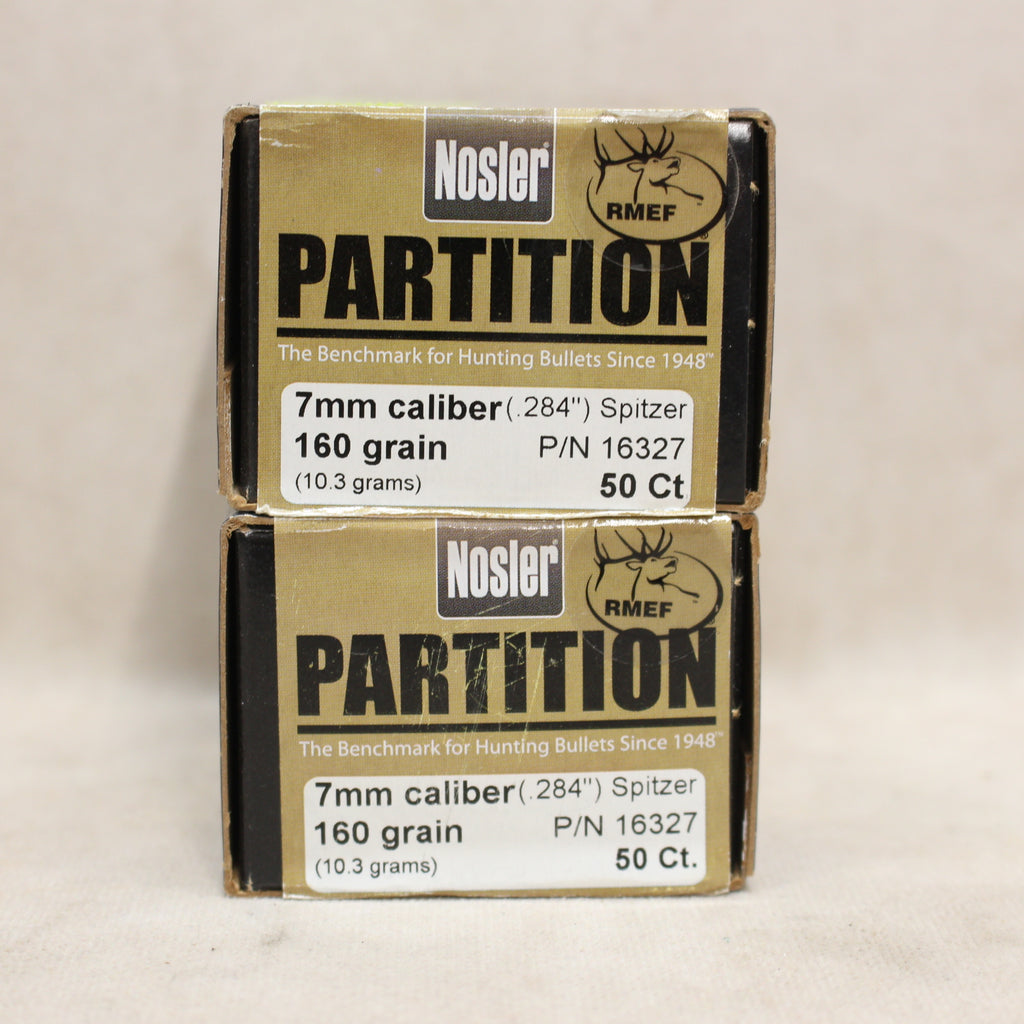 Nosler®
RMEF
PARTITION®
The Benchmark for Hunting Bullets Since 1948™
7mm caliber (.284") Spitzer
160 grain P/N 16327
(10.3 grams) 50 Ct
Nosler®
RMEF
PARTITION
The Benchmark for Hunting Bullets Since 1948™
7mm caliber (.284") Spitzer
160 grain P/N 16327
(10.3 grams) 50 Ct.